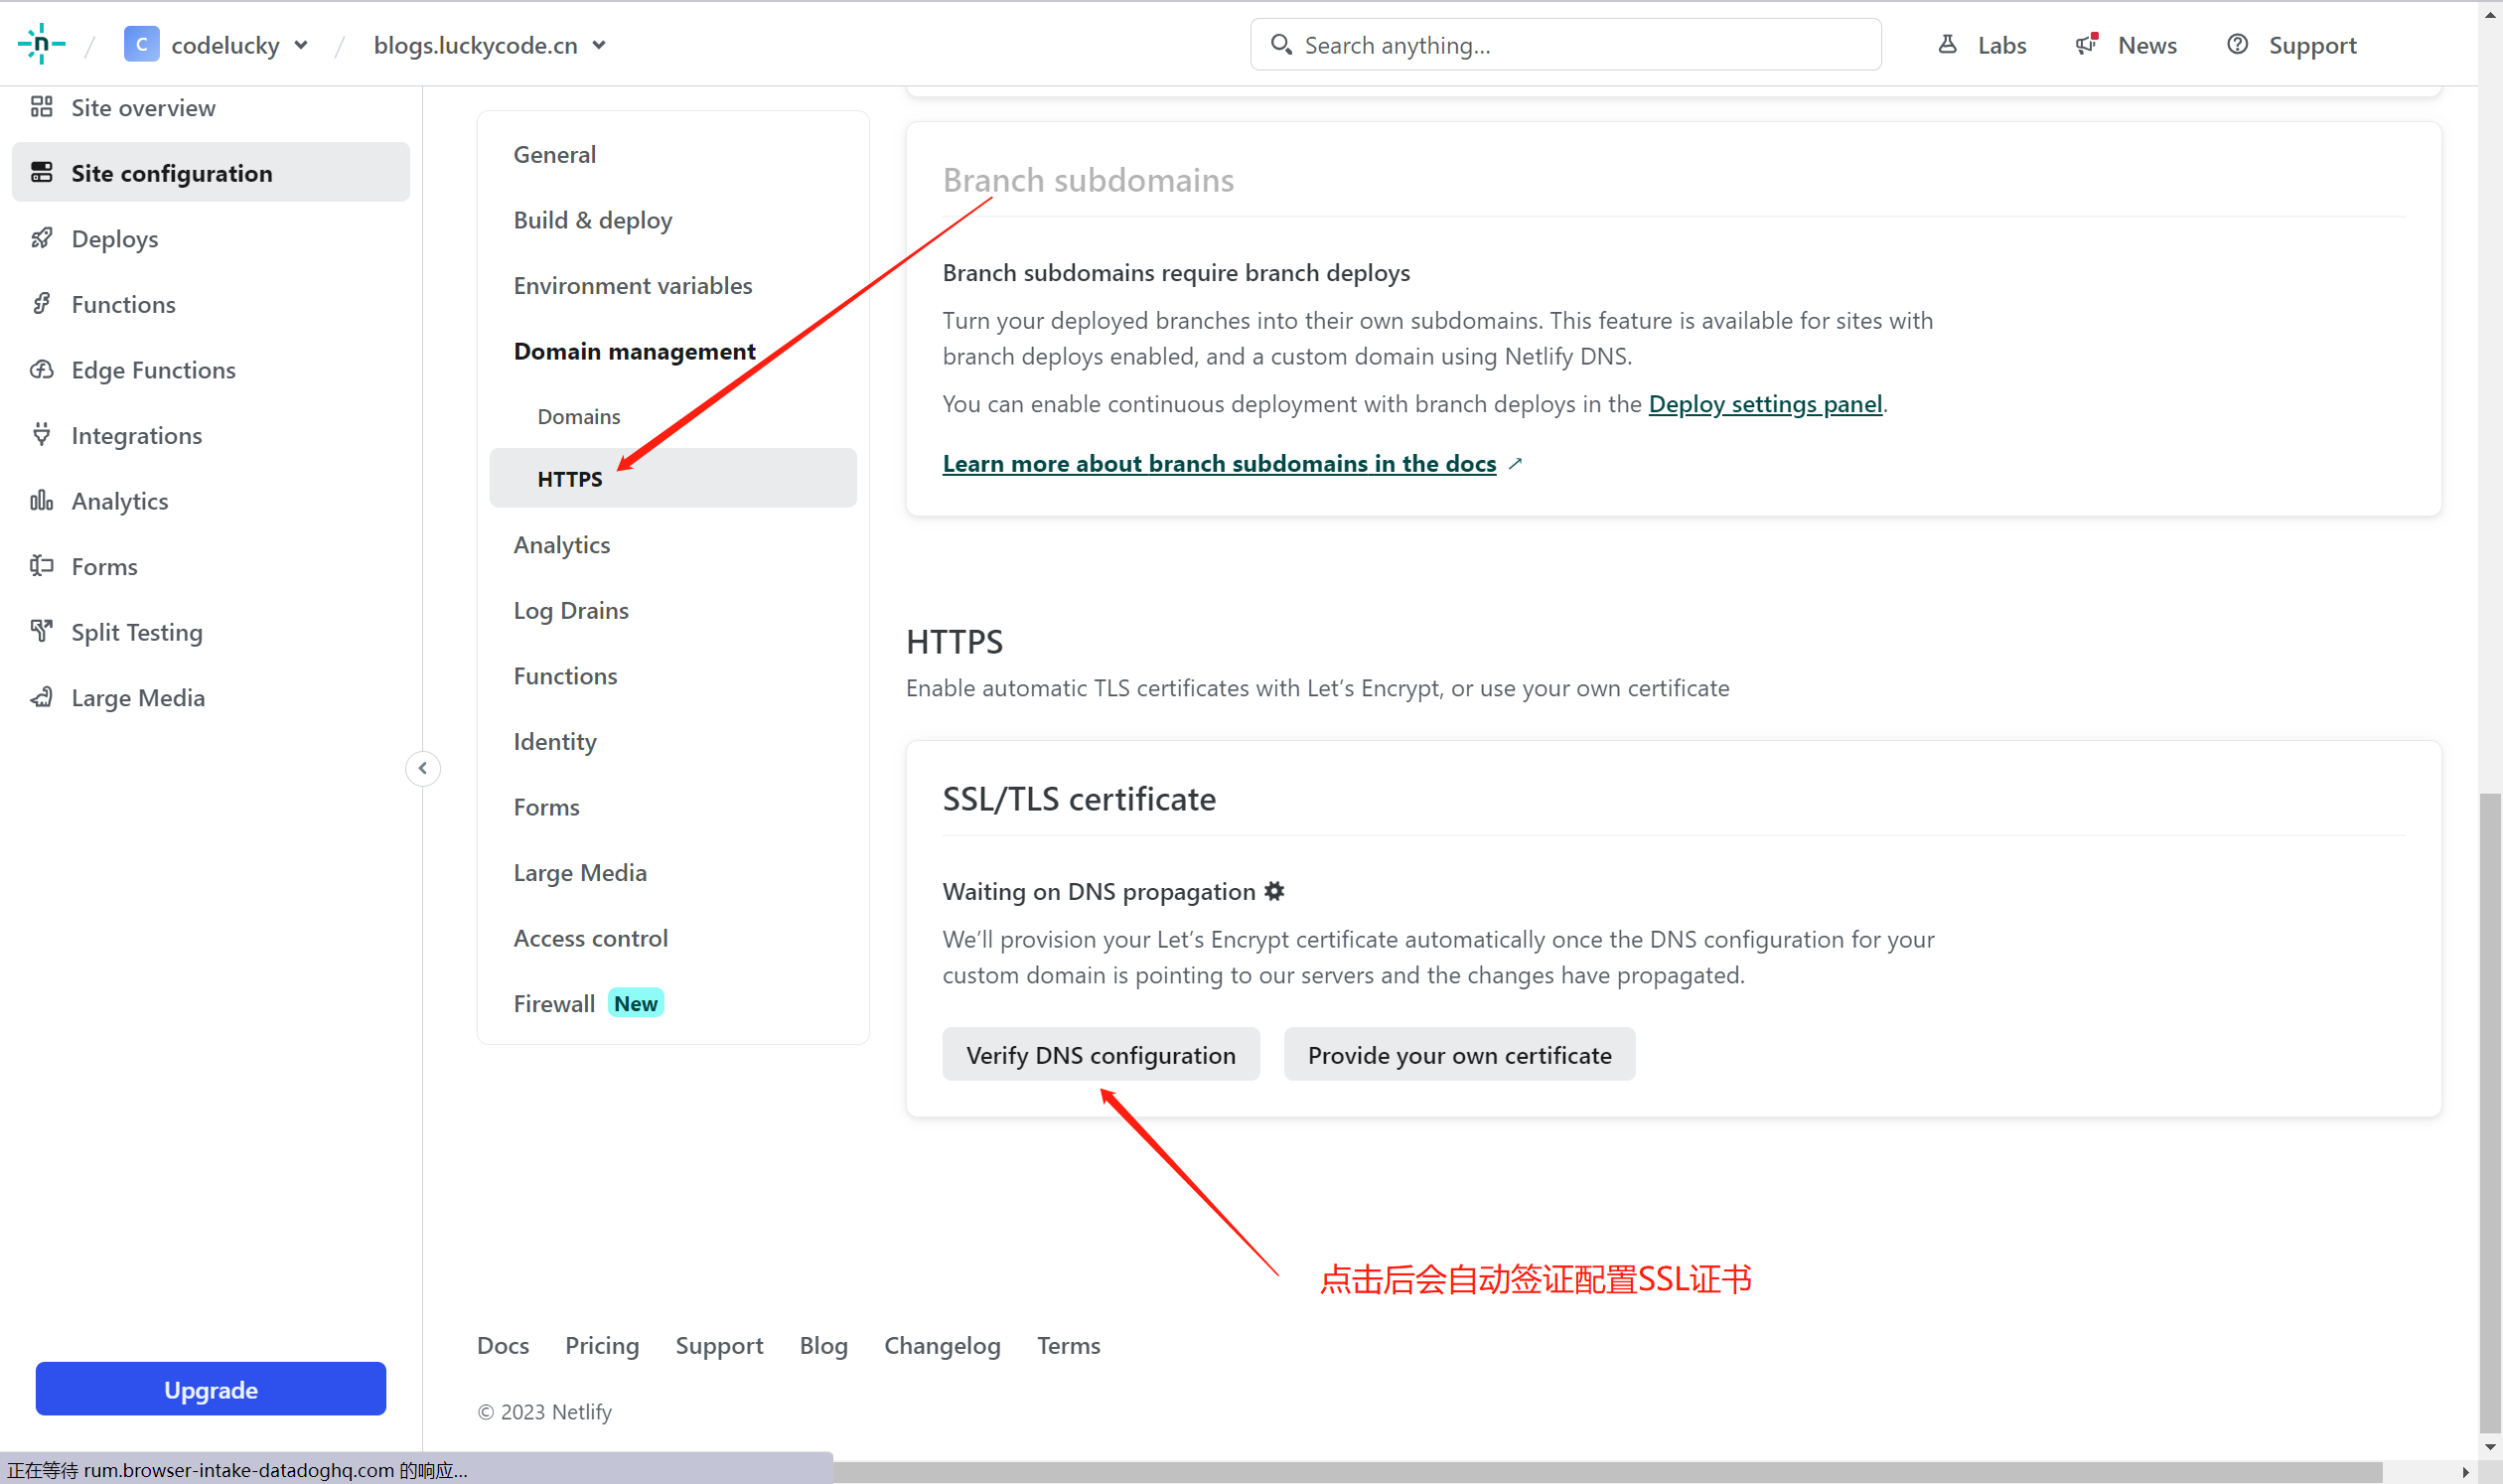 n / C codelucky / blogs.luckycode.cn
Search anything...
Labs
News
Support
Site overview
Site configuration
Deploys
Functions
Edge Functions
Integrations
Analytics
Forms
Split Testing
Large Media
Upgrade
General
Build & deploy
Environment variables
Domain management
Domains
HTTPS
Analytics
Log Drains
Functions
Identity
Forms
Large Media
Access control
Firewall New
Branch subdomains
Branch subdomains require branch deploys
Turn your deployed branches into their own subdomains. This feature is available for sites with
branch deploys enabled, and a custom domain using Netlify DNS.
You can enable continuous deployment with branch deploys in the Deploy settings panel.
Learn more about branch subdomains in the docs
HTTPS
Enable automatic TLS certificates with Let’s Encrypt, or use your own certificate
SSL/TLS certificate
Waiting on DNS propagation
We’ll provision your Let’s Encrypt certificate automatically once the DNS configuration for your
custom domain is pointing to our servers and the changes have propagated.
Verify DNS configuration
Provide your own certificate
点击后会自动签证配置SSL证书
Docs Pricing Support Blog Changelog Terms
© 2023 Netlify
正在等待 rum.browser-intake-datadoghq.com 的响应...